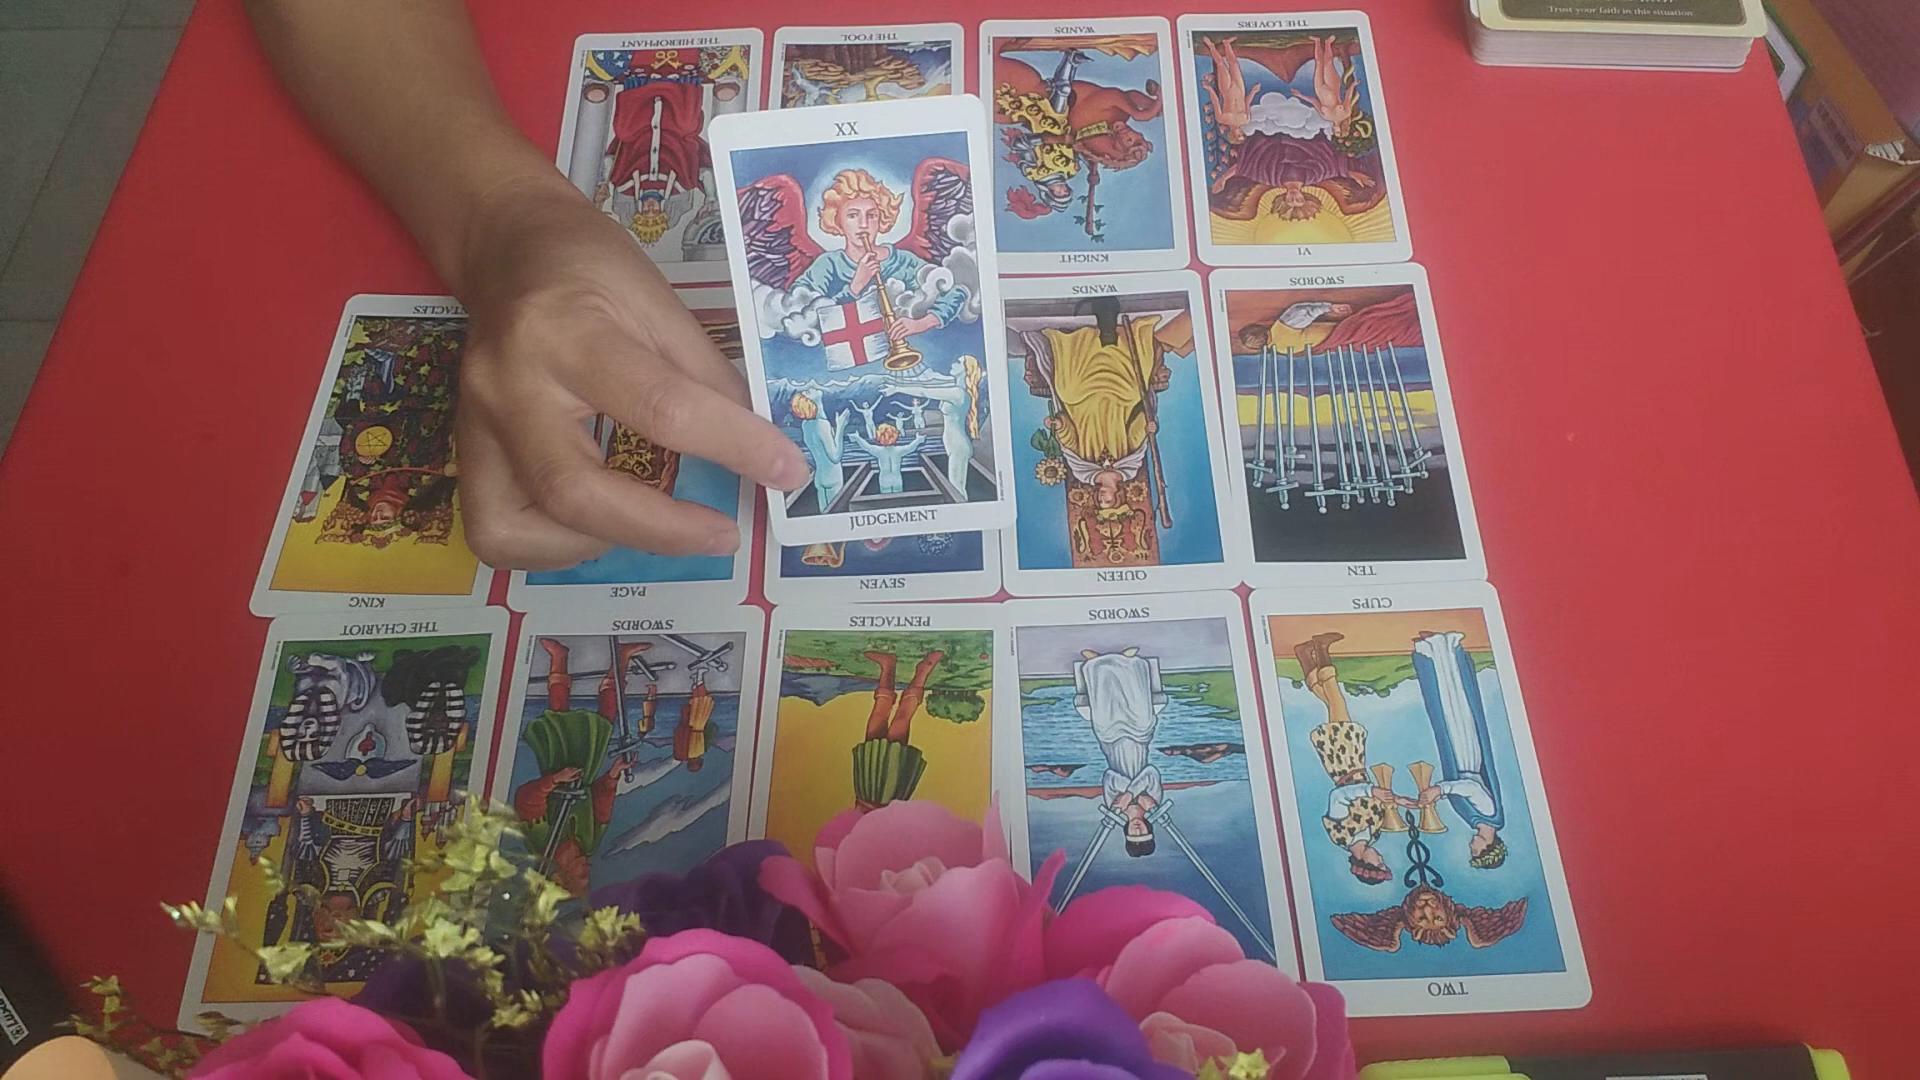 Trust your faith in this situation
THE HIEROPHANT
THE FOOL
WANDS
THE LOVERS
XX
JUDGEMENT
KNIGHT
VI
NTACLES
WANDS
SWORDS
KING
PAGE
SEVEN
QUEEN
TEN
THE CHARIOT
SWORDS
PENTACLES
SWORDS
CUPS
TWO